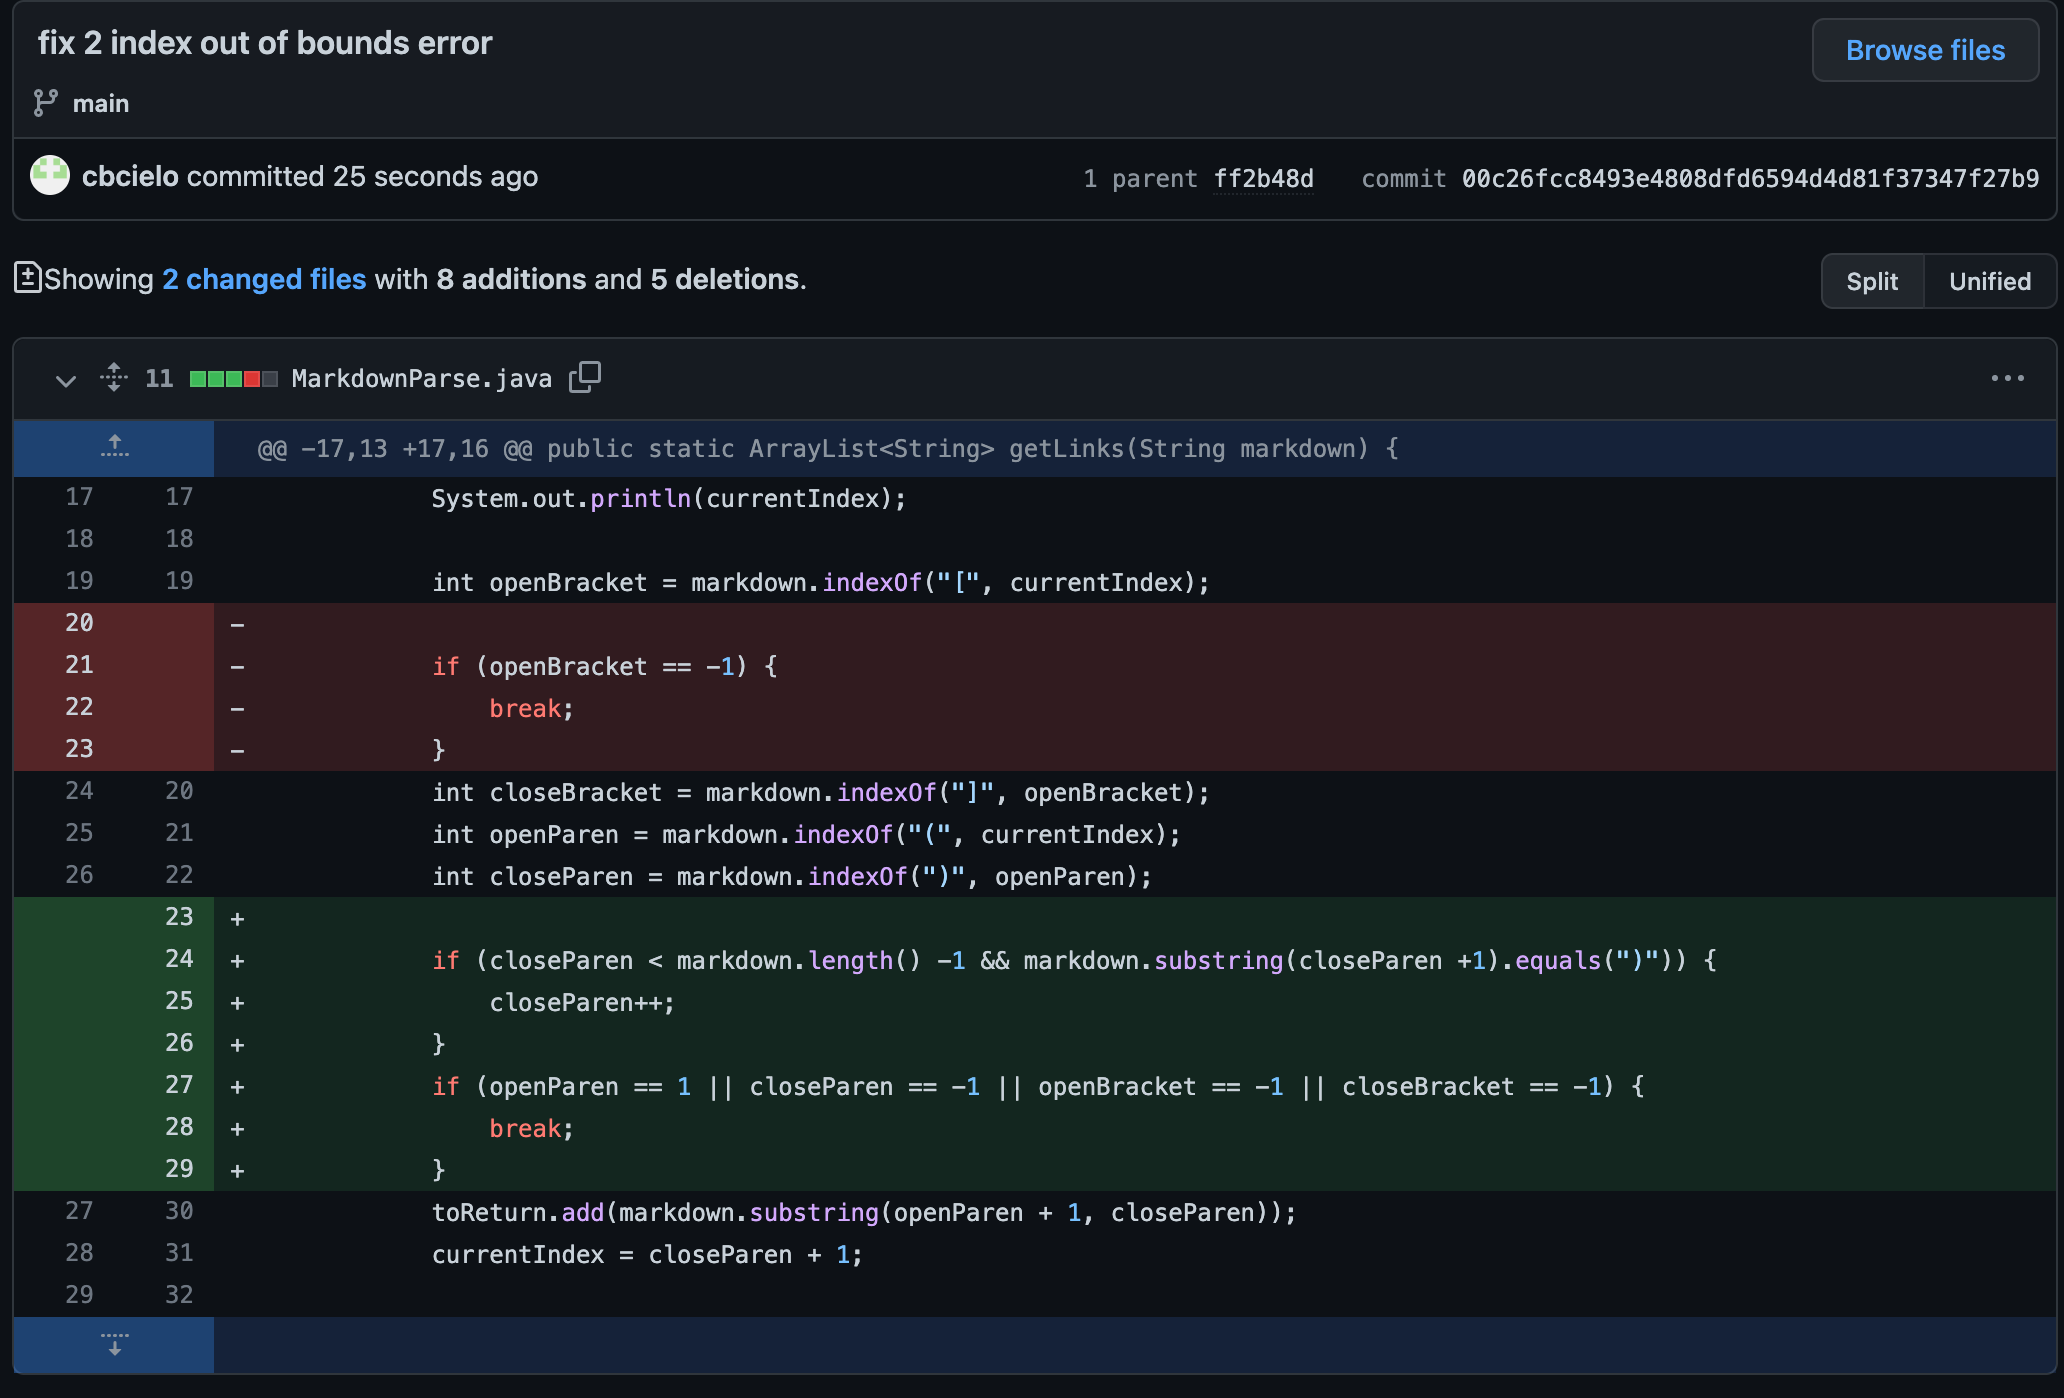 fix 2 index out of bounds error
Browse files
main
cbcielo committed 25 seconds ago
1 parent ff2b48d commit 00c26fcc8493e4808dfd6594d4d81f37347f27b9
Showing 2 changed files with 8 additions and 5 deletions.
Split Unified
11 MarkdownParse.java
@@ -17,13 +17,16 @@ public static ArrayList<String> getLinks(String markdown) {
17 17 System.out.println(currentIndex);
18 18
19 19 int openBracket = markdown.indexOf("[", currentIndex);
20 -
21 - if (openBracket == -1) {
22 - break;
23 - }
24 20 int closeBracket = markdown.indexOf("]", openBracket);
25 21 int openParen = markdown.indexOf("(", currentIndex);
26 22 int closeParen = markdown.indexOf(")", openParen);
23 +
24 + if (closeParen < markdown.length() -1 && markdown.substring(closeParen +1).equals(")")) {
25 + closeParen++;
26 + }
27 + if (openParen == 1 || closeParen == -1 || openBracket == -1 || closeBracket == -1) {
28 + break;
29 + }
27 30 toReturn.add(markdown.substring(openParen + 1, closeParen));
28 31 currentIndex = closeParen + 1;
29 32